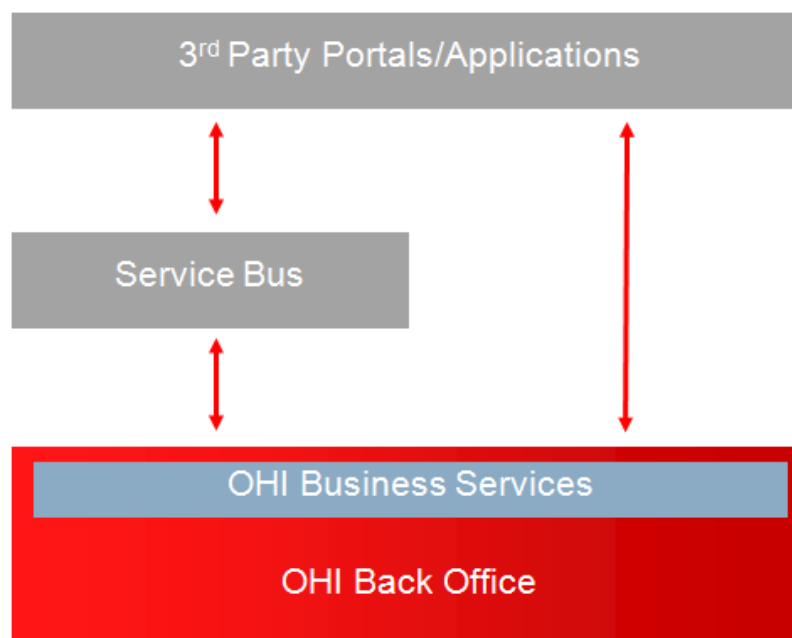 3rd Party Portals/Applications
Service Bus
OHI Business Services
OHI Back Office